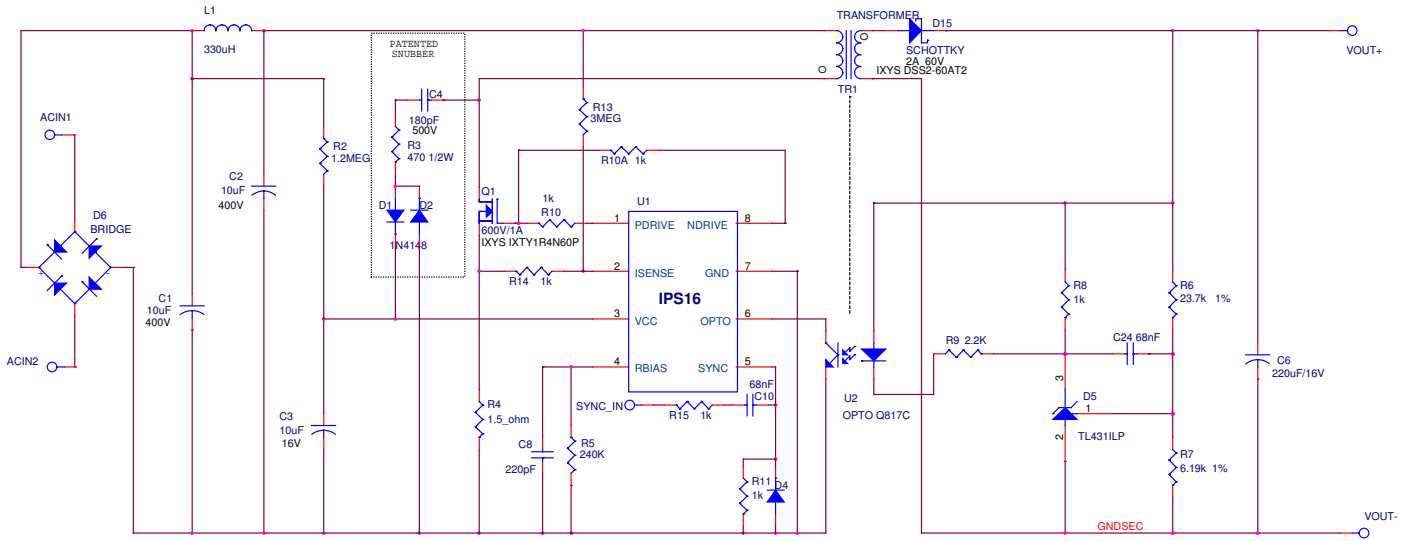 L1
330uH
PATENTED
SNUBBER
TRANSFORMER
D15
SCHOTTKY
2A 60V
IXYS DSS2-60AT2
TR1
VOUT+
ACIN1
ACIN2
D6
BRIDGE
+
-
C2
10uF
400V
C1
10uF
400V
R2
1.2MEG
C4
180pF
500V
R3
470 1/2W
D1
D2
1N4148
R13
3MEG
R10A 1k
Q1
600V/1A
IXYS IXTY1R4N60P
1k
R10
R14 1k
U1
IPS16
1
PDRIVE
NDRIVE
8
2
ISENSE
GND
7
3
VCC
OPTO
6
4
RBIAS
SYNC
5
C3
10uF
16V
R4
1.5_ohm
C8
220pF
R5
240K
SYNC_IN
R15 1k
68nF
C10
R11
1k
D4
U2
OPTO Q817C
R9 2.2K
R8
1k
R6
23.7k 1%
C24 68nF
D5
3
1
2
TL431ILP
R7
6.19k 1%
C6
220uF/16V
GNDSEC
VOUT-